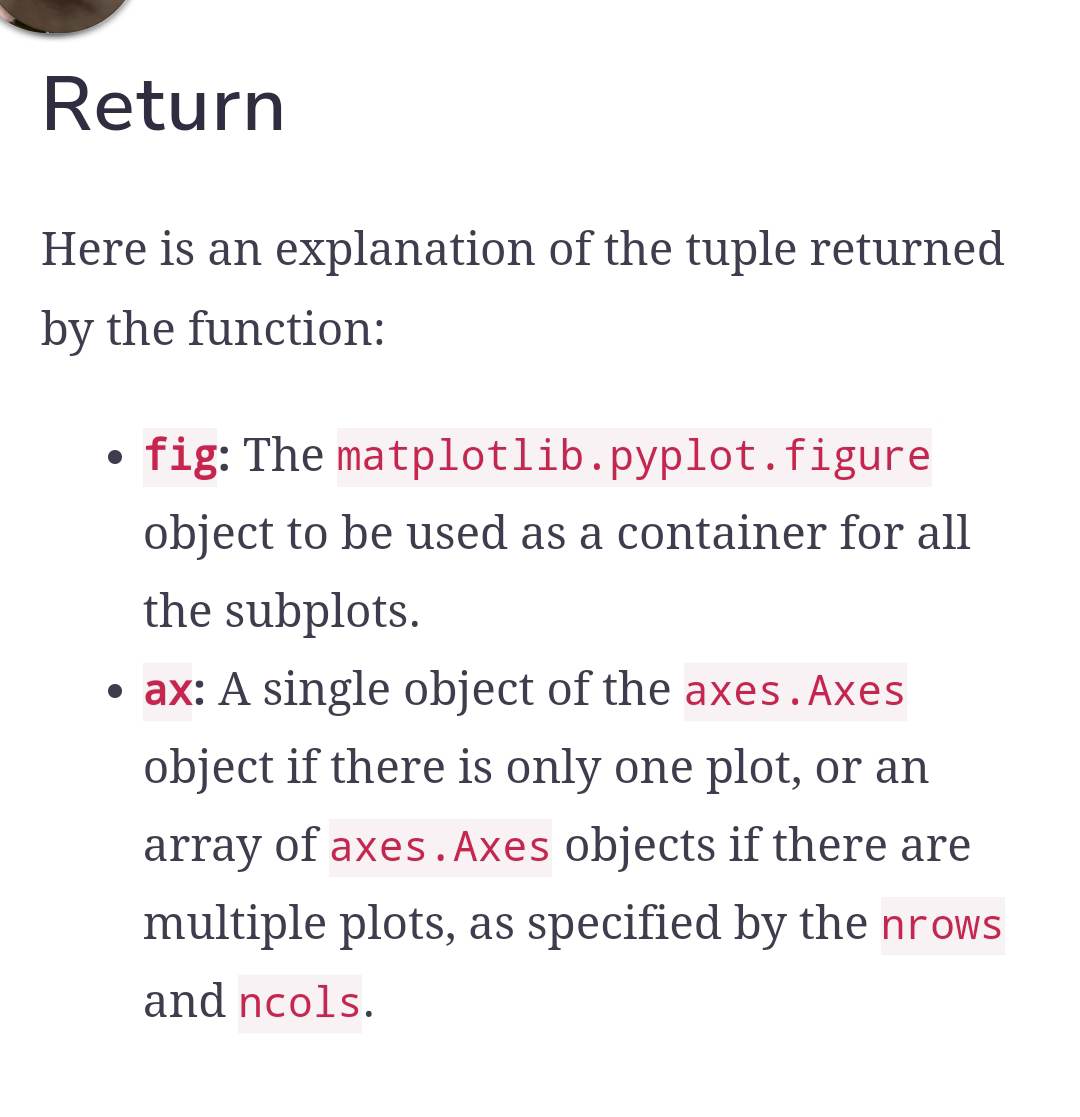 Return
Here is an explanation of the tuple returned
by the function:
• fig: The matplotlib.pyplot.figure
object to be used as a container for all
the subplots.
• ax: A single object of the axes.Axes
object if there is only one plot, or an
array of axes.Axes objects if there are
multiple plots, as specified by the nrows
and ncols.